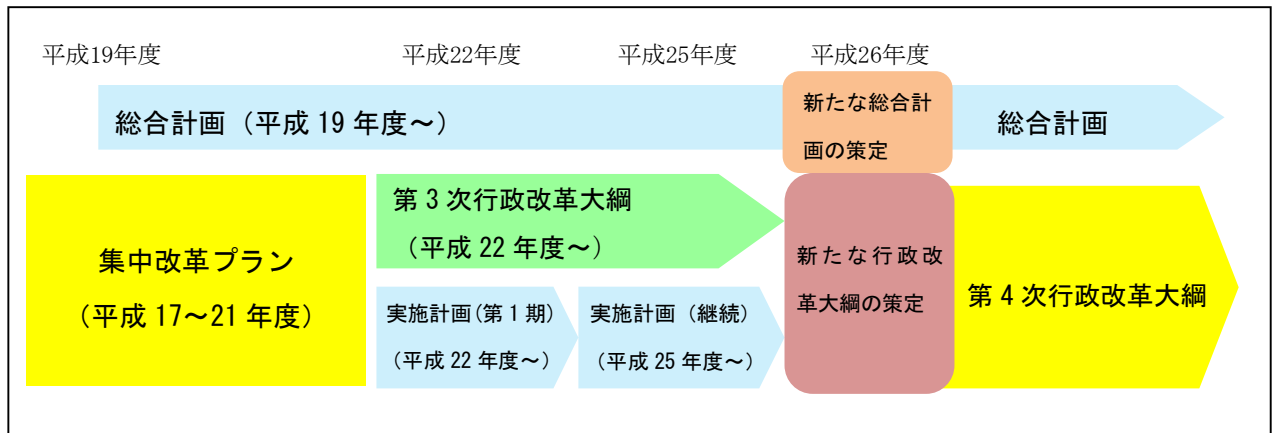 平成19年度
平成22年度
平成25年度
平成26年度
総合計画(平成 19 年度～)
新たな総合計
画の策定
総合計画
集中改革プラン
(平成 17～21 年度)
第 3 次行政改革大綱
(平成 22 年度～)
実施計画(第 1 期)
(平成 22 年度～)
実施計画(継続)
(平成 25 年度～)
新たな行政改
革大綱の策定
第 4 次行政改革大綱